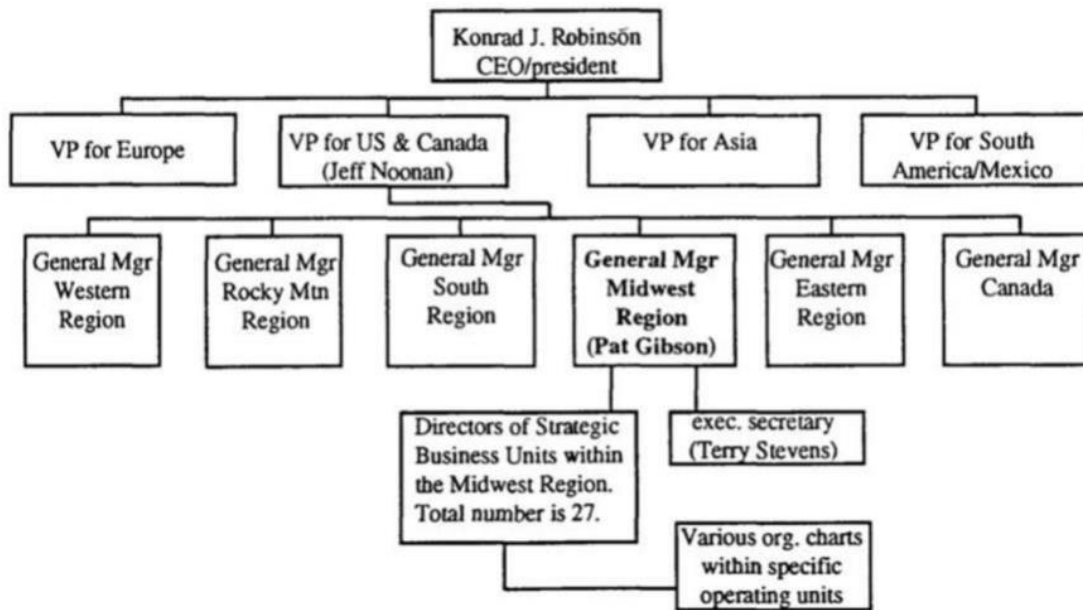 Konrad J. Robinson
CEO/president
VP for Europe
VP for US & Canada
(Jeff Noonan)
VP for Asia
VP for South
America/Mexico
General Mgr
Western
Region
General Mgr
Rocky Mtn
Region
General Mgr
South
Region
General Mgr
Midwest
Region
(Pat Gibson)
General Mgr
Eastern
Region
General Mgr
Canada
Directors of Strategic
Business Units within
the Midwest Region.
Total number is 27.
exec. secretary
(Terry Stevens)
Various org. charts
within specific
operating units